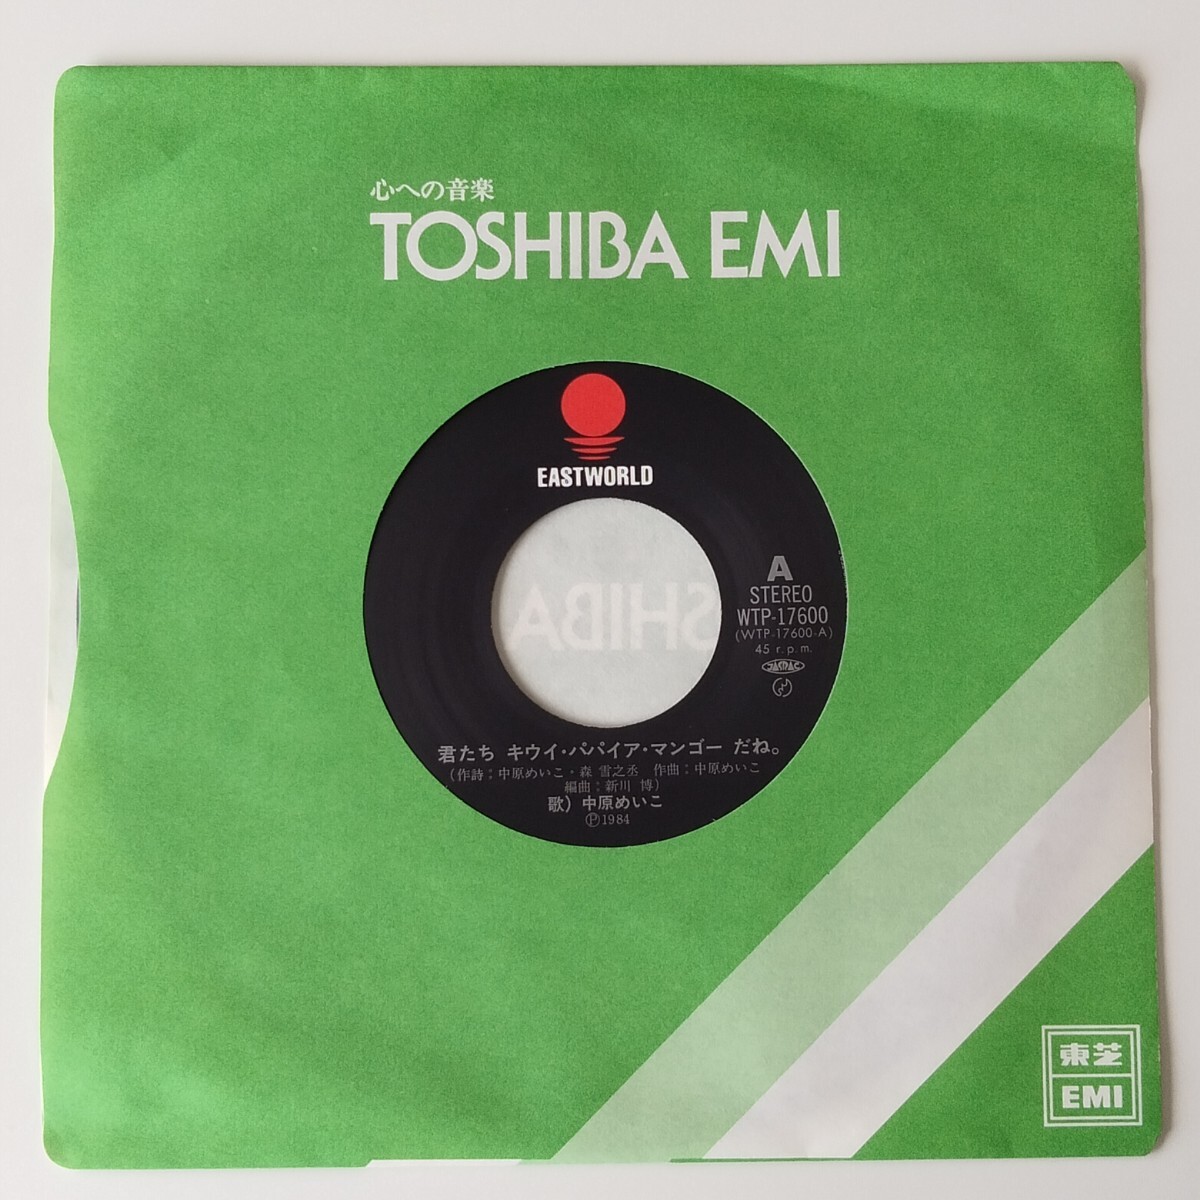 心への音楽
TOSHIBA EMI
EASTWORLD
A
STEREO
WTP-17600
(WTP-17600-A)
45 r.p.m.
JASRAC
SHIBA
君たち キウイ・パパイア・マンゴー だね。
(作詩：中原めいこ・森 雪之丞 作曲：中原めいこ
編曲：新川 博)
歌) 中原めいこ
Ⓟ1984
東芝
EMI